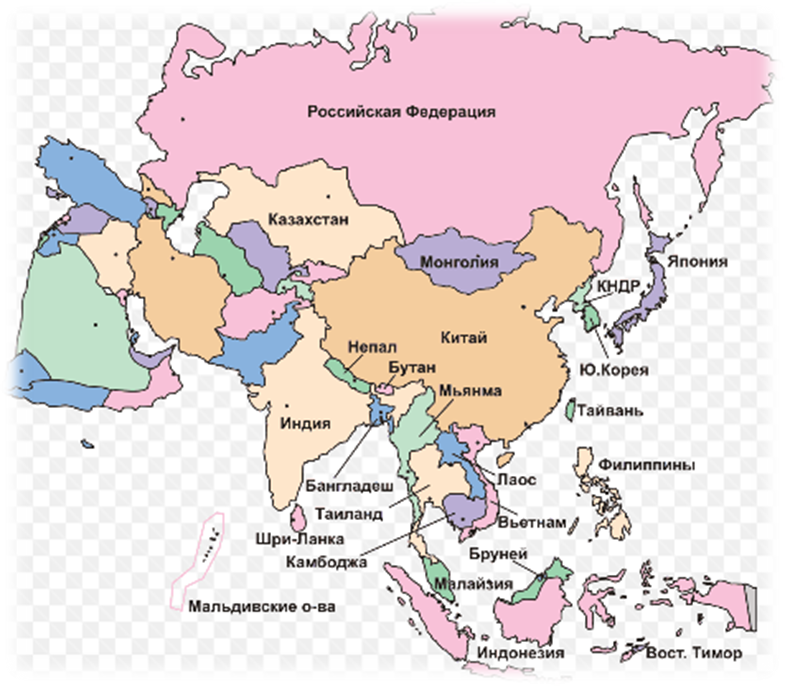 Российская Федерация
Казахстан
Монголия
Япония
КНДР
Китай
Непал
Ю.Корея
Бутан
Мьянма
Тайвань
Индия
Филиппины
Бангладеш
Лаос
Таиланд
Вьетнам
Шри-Ланка
Камбоджа
Бруней
Малайзия
Мальдивские о-ва
Индонезия
Вост. Тимор